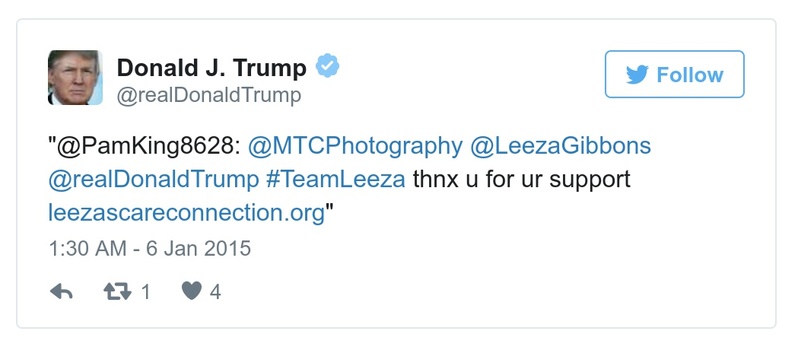 Donald J. Trump
@realDonaldTrump
Follow
"@PamKing8628: @MTCPhotography @LeezaGibbons
@realDonaldTrump #TeamLeeza thnx u for ur support
leezascareconnection.org"
1:30 AM - 6 Jan 2015
1 4